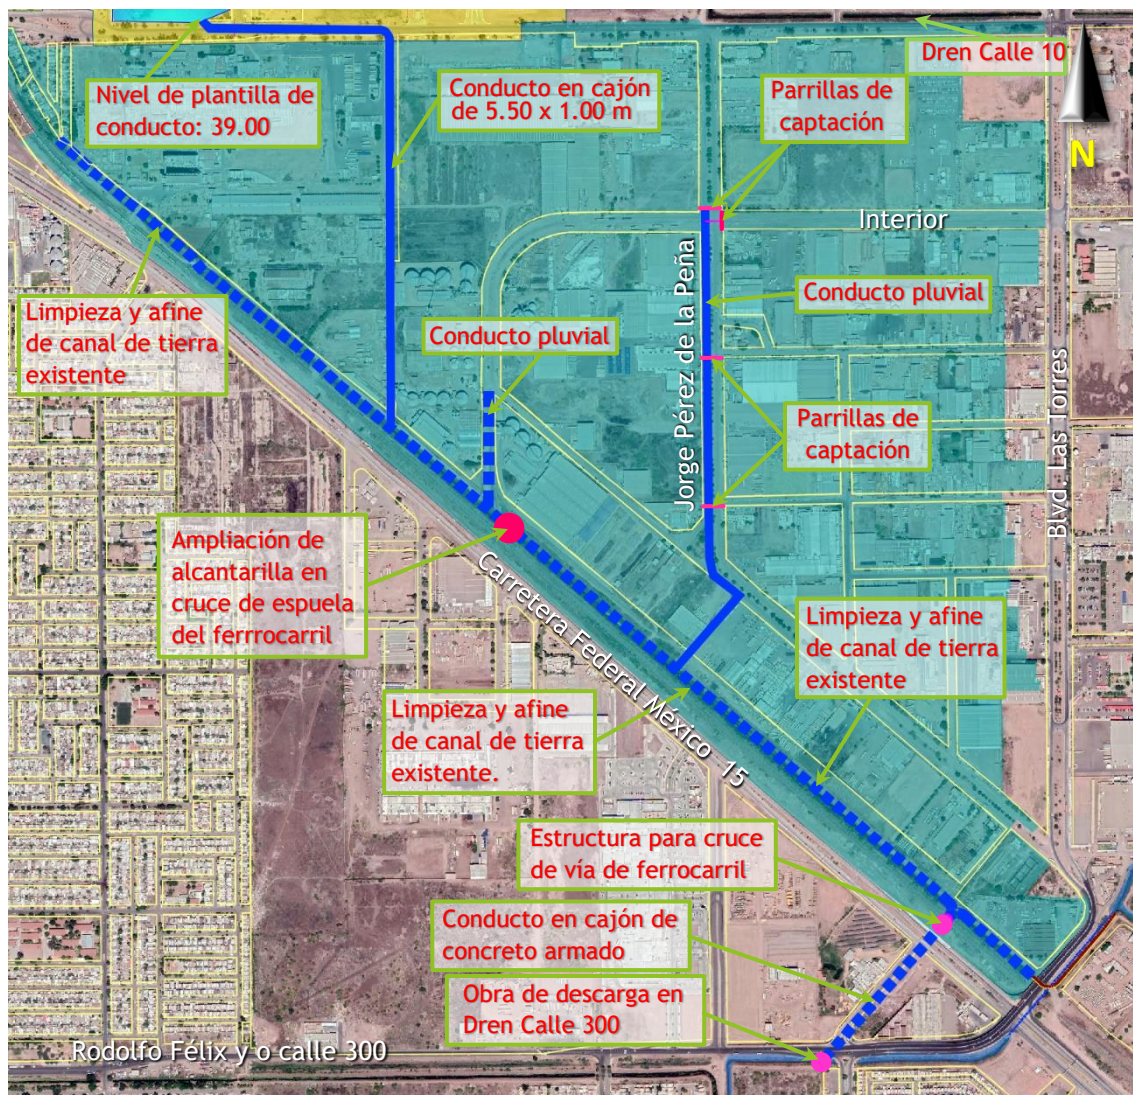 Dren Calle 10
Nivel de plantilla de
conducto: 39.00
Conducto en cajón
de 5.50 x 1.00 m
Parrillas de
captación
N
Interior
Jorge Pérez de la Peña
Conducto pluvial
Limpieza y afine
de canal de tierra
existente
Conducto pluvial
Blvd. Las Torres
Parrillas de
captación
Ampliación de
alcantarilla en
cruce de espuela
del ferrrocarril
Carretera Federal México 15
Limpieza y afine
de canal de tierra
existente
Limpieza y afine
de canal de tierra
existente.
Estructura para cruce
de vía de ferrocarril
Conducto en cajón de
concreto armado
Obra de descarga en
Dren Calle 300
Rodolfo Félix y o calle 300